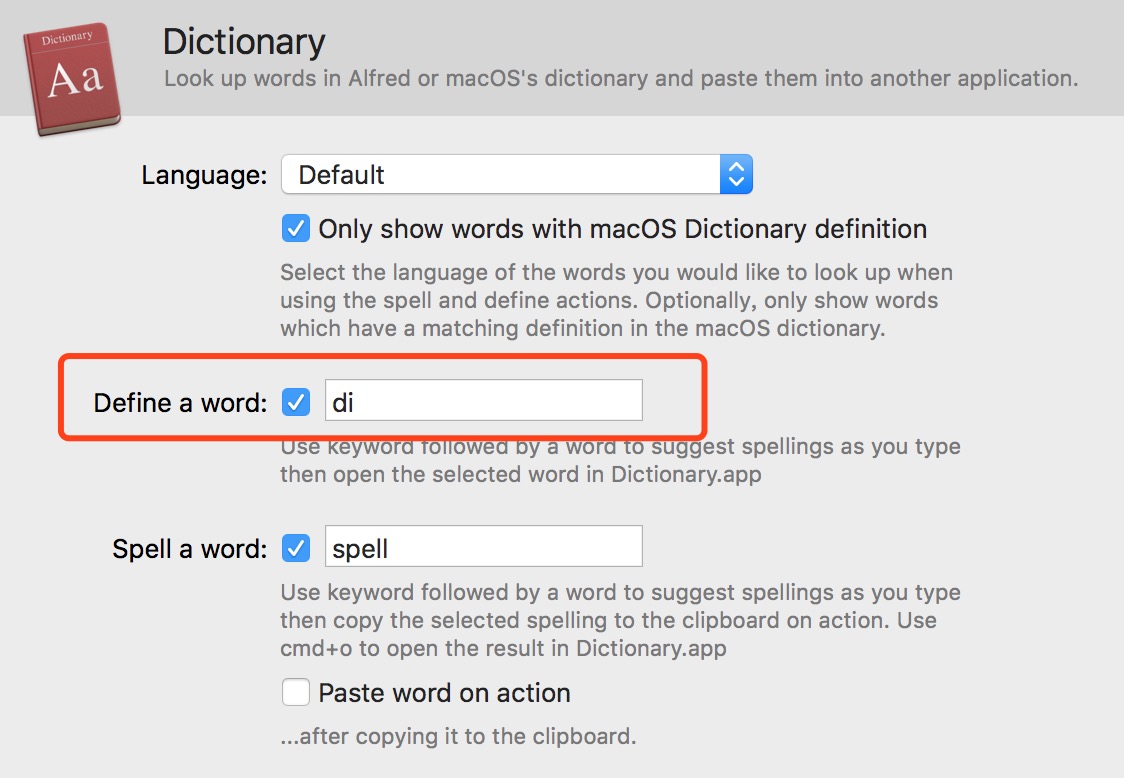 Dictionary
Aa
Dictionary
Look up words in Alfred or macOS's dictionary and paste them into another application.
Language: Default
Only show words with macOS Dictionary definition
Select the language of the words you would like to look up when
using the spell and define actions. Optionally, only show words
which have a matching definition in the macOS dictionary.
Define a word: di
Use keyword followed by a word to suggest spellings as you type
then open the selected word in Dictionary.app
Spell a word: spell
Use keyword followed by a word to suggest spellings as you type
then copy the selected spelling to the clipboard on action. Use
cmd+o to open the result in Dictionary.app
Paste word on action
...after copying it to the clipboard.